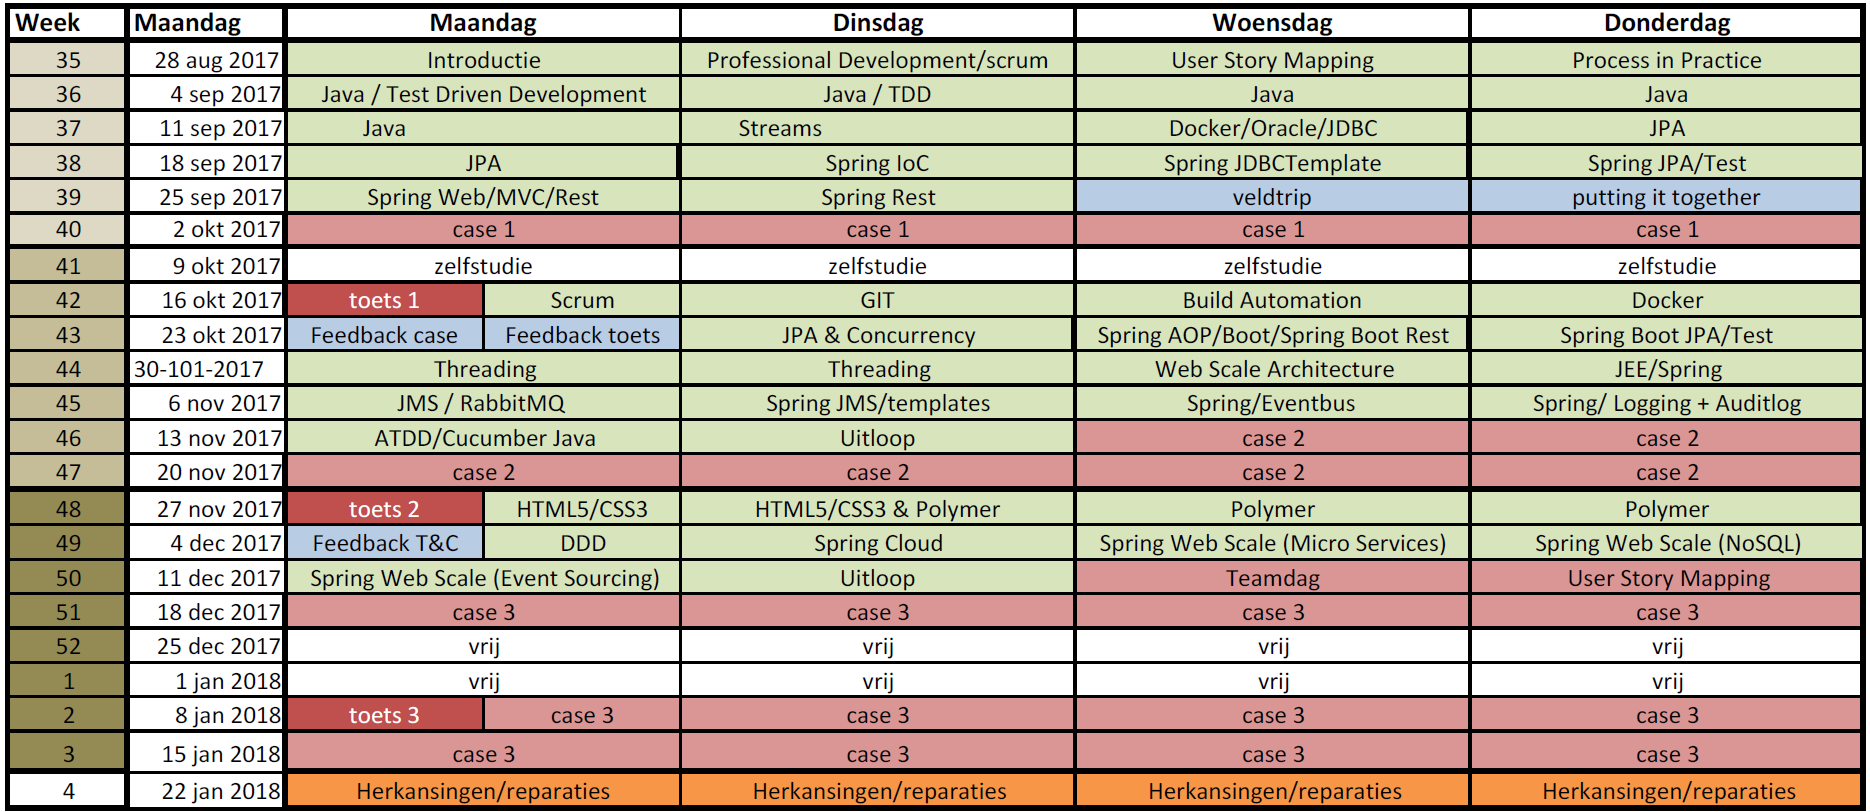 Week Maandag Maandag Dinsdag Woensdag Donderdag
35 28 aug 2017 Introductie Professional Development/scrum User Story Mapping Process in Practice
36 4 sep 2017 Java / Test Driven Development Java / TDD Java Java
37 11 sep 2017 Java Streams Docker/Oracle/JDBC JPA
38 18 sep 2017 JPA Spring IoC Spring JDBCTemplate Spring JPA/Test
39 25 sep 2017 Spring Web/MVC/Rest Spring Rest veldtrip putting it together
40 2 okt 2017 case 1 case 1 case 1 case 1
41 9 okt 2017 zelfstudie zelfstudie zelfstudie zelfstudie
42 16 okt 2017 toets 1 Scrum GIT Build Automation Docker
43 23 okt 2017 Feedback case Feedback toets JPA & Concurrency Spring AOP/Boot/Spring Boot Rest Spring Boot JPA/Test
44 30-101-2017 Threading Threading Web Scale Architecture JEE/Spring
45 6 nov 2017 JMS / RabbitMQ Spring JMS/templates Spring/Eventbus Spring/ Logging + Auditlog
46 13 nov 2017 ATDD/Cucumber Java Uitloop case 2 case 2
47 20 nov 2017 case 2 case 2 case 2 case 2
48 27 nov 2017 toets 2 HTML5/CSS3 HTML5/CSS3 & Polymer Polymer Polymer
49 4 dec 2017 Feedback T&C DDD Spring Cloud Spring Web Scale (Micro Services) Spring Web Scale (NoSQL)
50 11 dec 2017 Spring Web Scale (Event Sourcing) Uitloop Teamdag User Story Mapping
51 18 dec 2017 case 3 case 3 case 3 case 3
52 25 dec 2017 vrij vrij vrij vrij
1 1 jan 2018 vrij vrij vrij vrij
2 8 jan 2018 toets 3 case 3 case 3 case 3 case 3
3 15 jan 2018 case 3 case 3 case 3 case 3
4 22 jan 2018 Herkansingen/reparaties Herkansingen/reparaties Herkansingen/reparaties Herkansingen/reparaties